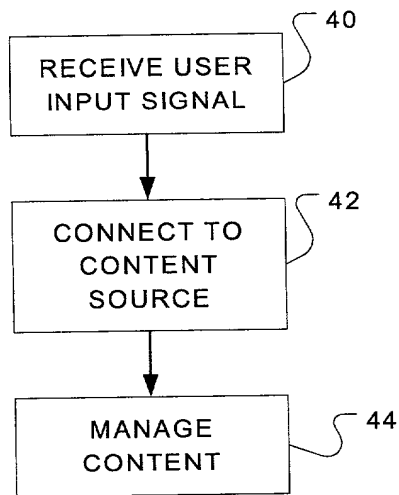 40
RECEIVE USER
INPUT SIGNAL
42
CONNECT TO
CONTENT
SOURCE
44
MANAGE
CONTENT